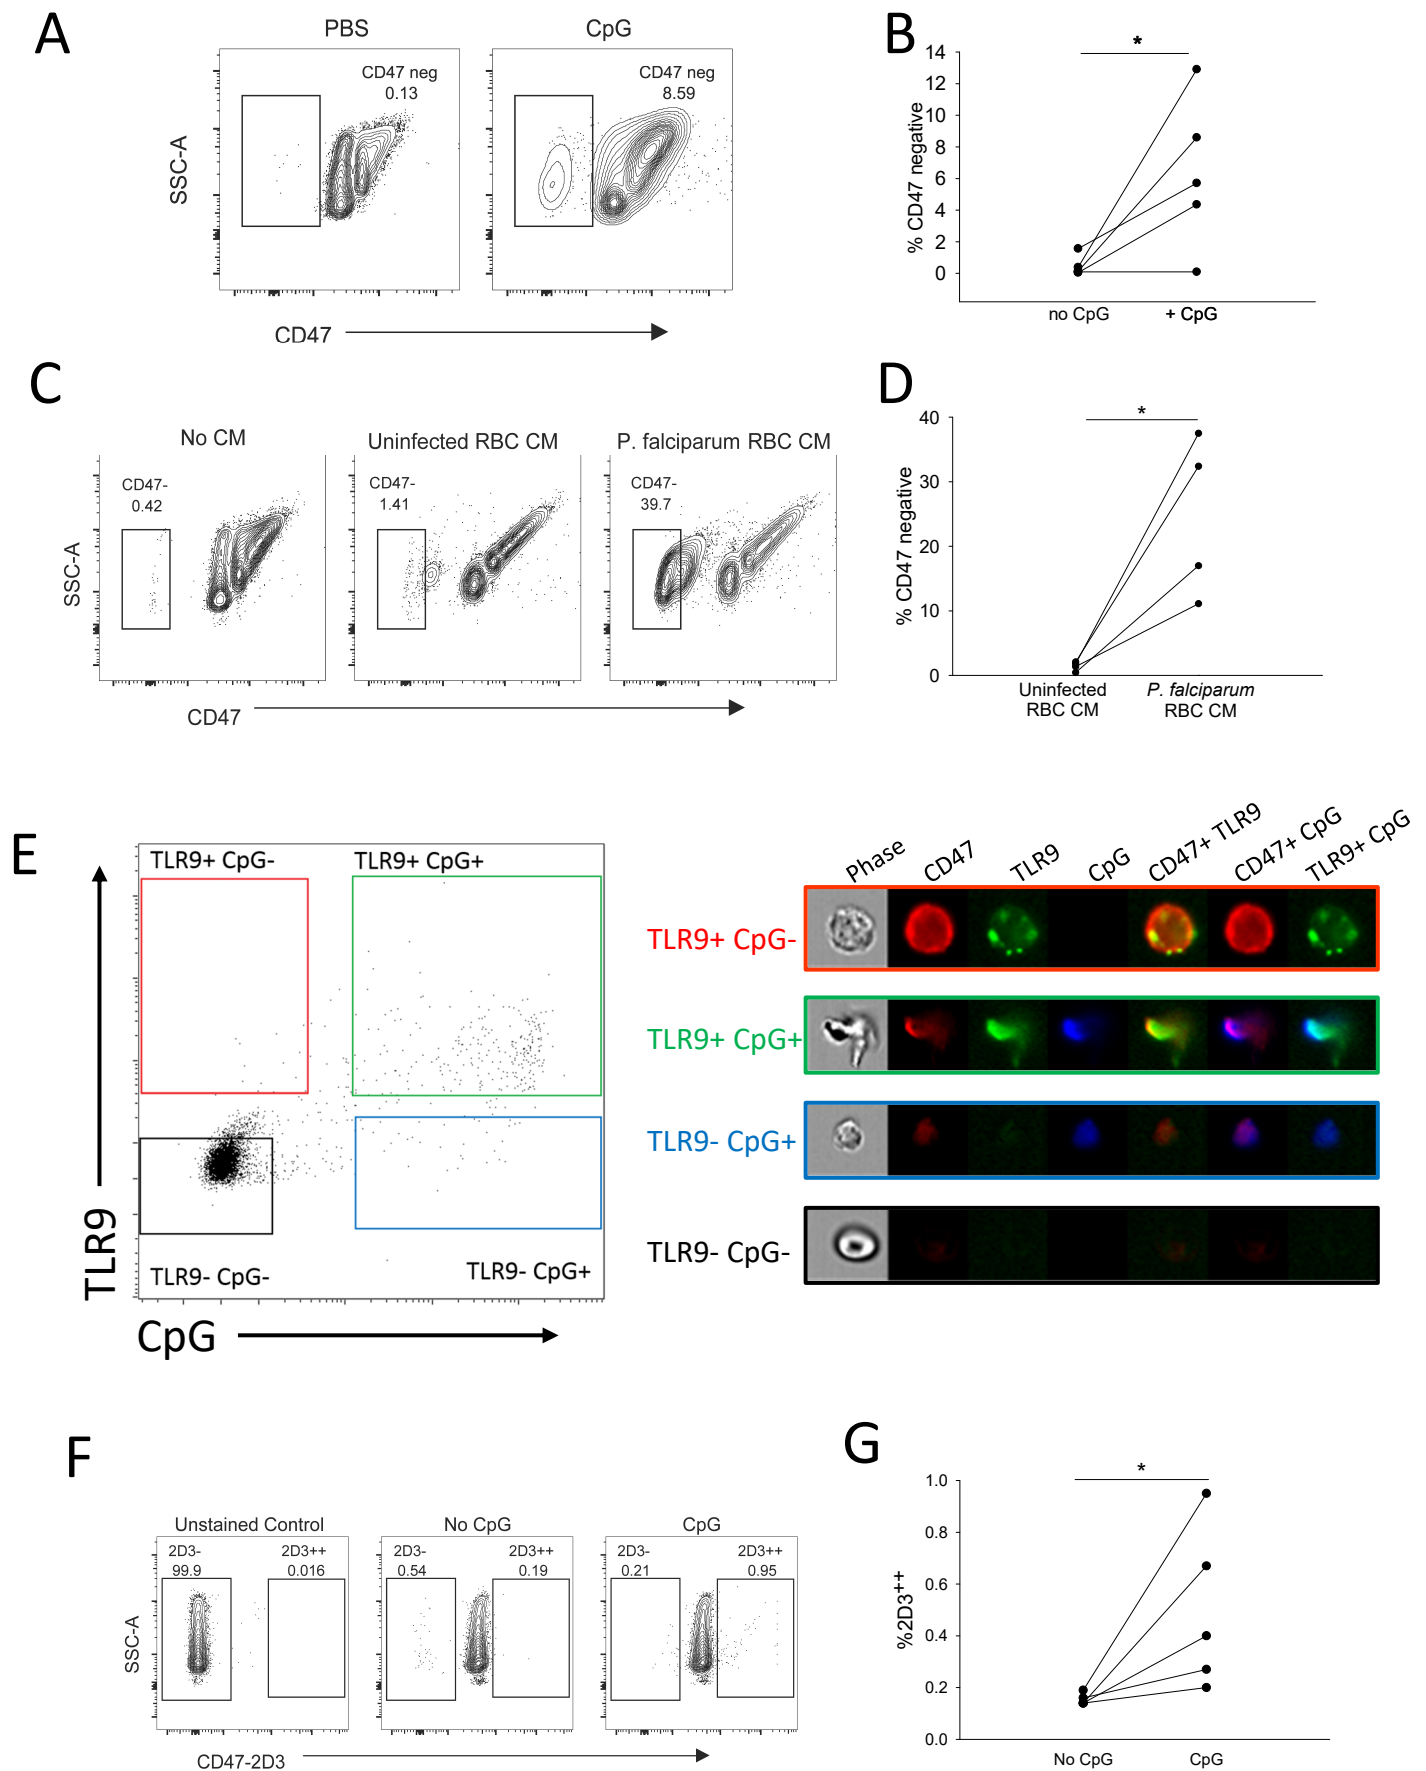 A
PBS
CpG
CD47 neg
0.13
CD47 neg
8.59
SSC-A
CD47
B
*
% CD47 negative
14
12
10
8
6
4
2
0
no CpG
+ CpG
C
No CM
Uninfected RBC CM
P. falciparum RBC CM
CD47-
0.42
CD47-
1.41
CD47-
39.7
SSC-A
CD47
D
*
% CD47 negative
40
30
20
10
0
Uninfected
RBC CM
P. falciparum
RBC CM
E
TLR9+ CpG-
TLR9+ CpG+
TLR9- CpG-
TLR9- CpG+
TLR9
CpG
Phase
CD47
TLR9
CpG
CD47+ TLR9
CD47+ CpG
TLR9+ CpG
TLR9+ CpG-
TLR9+ CpG+
TLR9- CpG+
TLR9- CpG-
F
Unstained Control
No CpG
CpG
2D3-
99.9
2D3++
0.016
2D3-
0.54
2D3++
0.19
2D3-
0.21
2D3++
0.95
SSC-A
CD47-2D3
G
*
%2D3++
1.0
0.8
0.6
0.4
0.2
0.0
No CpG
CpG